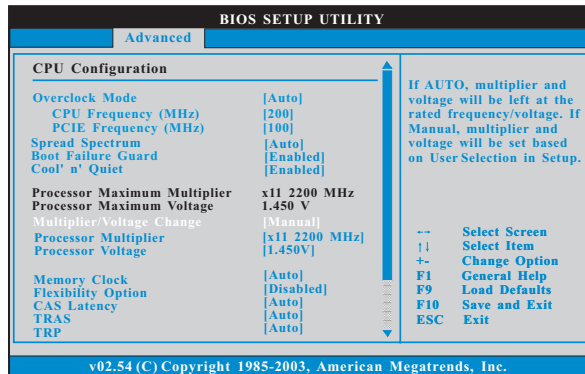 BIOS SETUP UTILITY
Advanced
CPU Configuration
Overclock Mode [Auto]
CPU Frequency (MHz) [200]
PCIE Frequency (MHz) [100]
Spread Spectrum [Auto]
Boot Failure Guard [Enabled]
Cool' n' Quiet [Enabled]
Processor Maximum Multiplier x11 2200 MHz
Processor Maximum Voltage 1.450 V
Multiplier/Voltage Change [Manual]
Processor Multiplier [x11 2200 MHz]
Processor Voltage [1.450V]
Memory Clock [Auto]
Flexibility Option [Disabled]
CAS Latency [Auto]
TRAS [Auto]
TRP [Auto]
If AUTO, multiplier and
voltage will be left at the
rated frequency/voltage. If
Manual, multiplier and
voltage will be set based
on User Selection in Setup.
←→ Select Screen
↑↓ Select Item
+- Change Option
F1 General Help
F9 Load Defaults
F10 Save and Exit
ESC Exit
v02.54 (C) Copyright 1985-2003, American Megatrends, Inc.